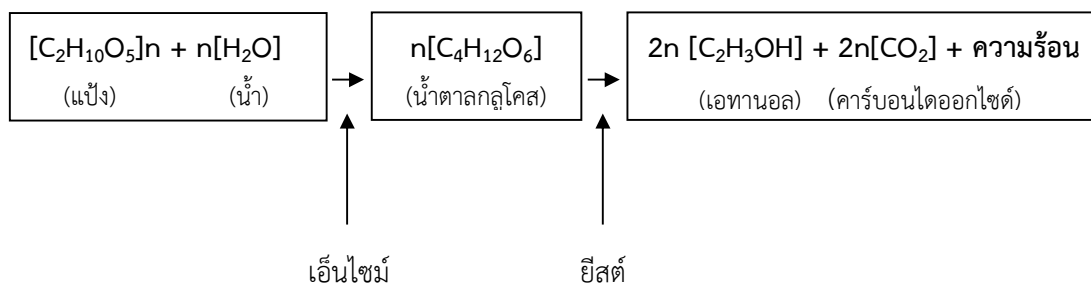 [C₂H₁₀O₅]n + n[H₂O] n[C₄H₁₂O₆] 2n [C₂H₃OH] + 2n[CO₂] + ความร้อน
(แป้ง) (น้ำ) (น้ำตาลกลูโคส) (เอทานอล) (คาร์บอนไดออกไซด์)
เอ็นไซม์ ยีสต์